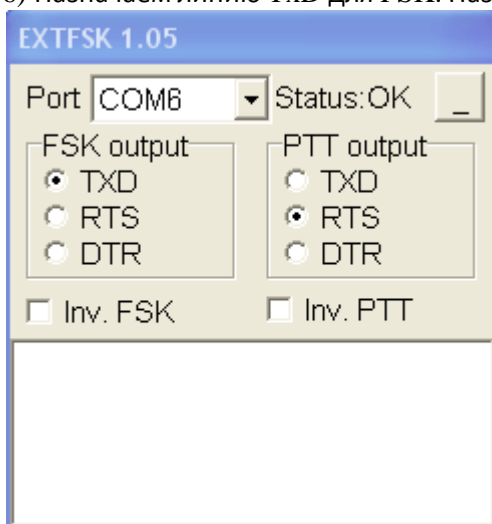 Назначаем линию TXD для FSK. Наз
EXTFSK 1.05
Port COM6 Status:OK _
FSK output PTT output
TXD TXD
RTS RTS
DTR DTR
Inv. FSK Inv. PTT